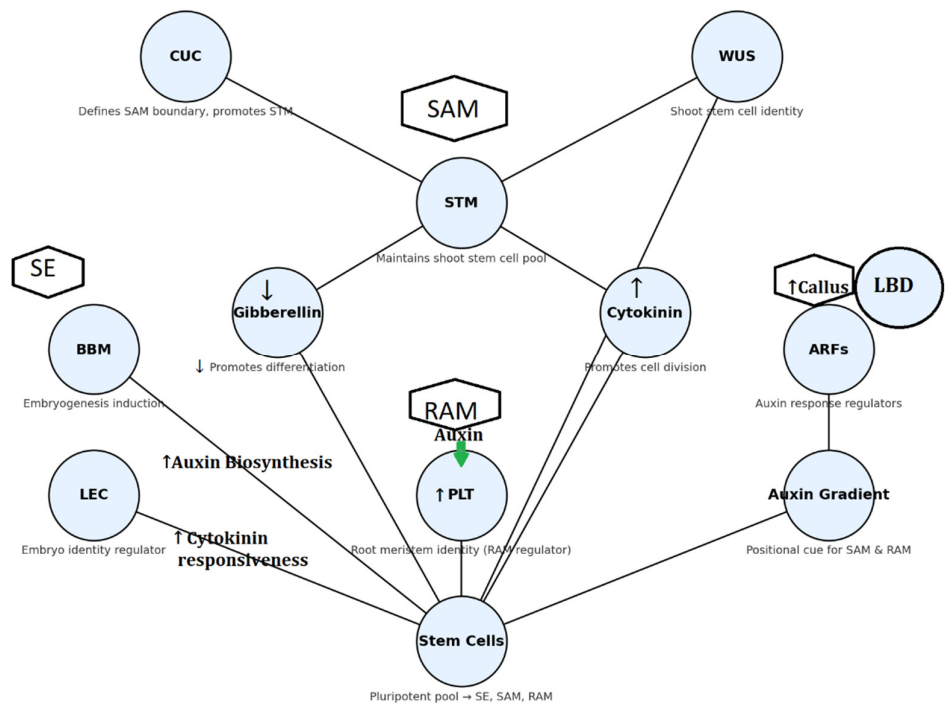 CUC
WUS
Defines SAM boundary, promotes STM
Shoot stem cell identity
SAM
STM
Maintains shoot stem cell pool
SE
↑Callus
LBD
↓
Gibberellin
↑
Cytokinin
BBM
ARFs
↓ Promotes differentiation
Promotes cell division
Embryogenesis induction
Auxin response regulators
RAM
Auxin
↑Auxin Biosynthesis
LEC
↑PLT
Auxin Gradient
↑Cytokinin
responsiveness
Embryo identity regulator
Root meristem identity (RAM regulator)
Positional cue for SAM & RAM
Stem Cells
Pluripotent pool → SE, SAM, RAM